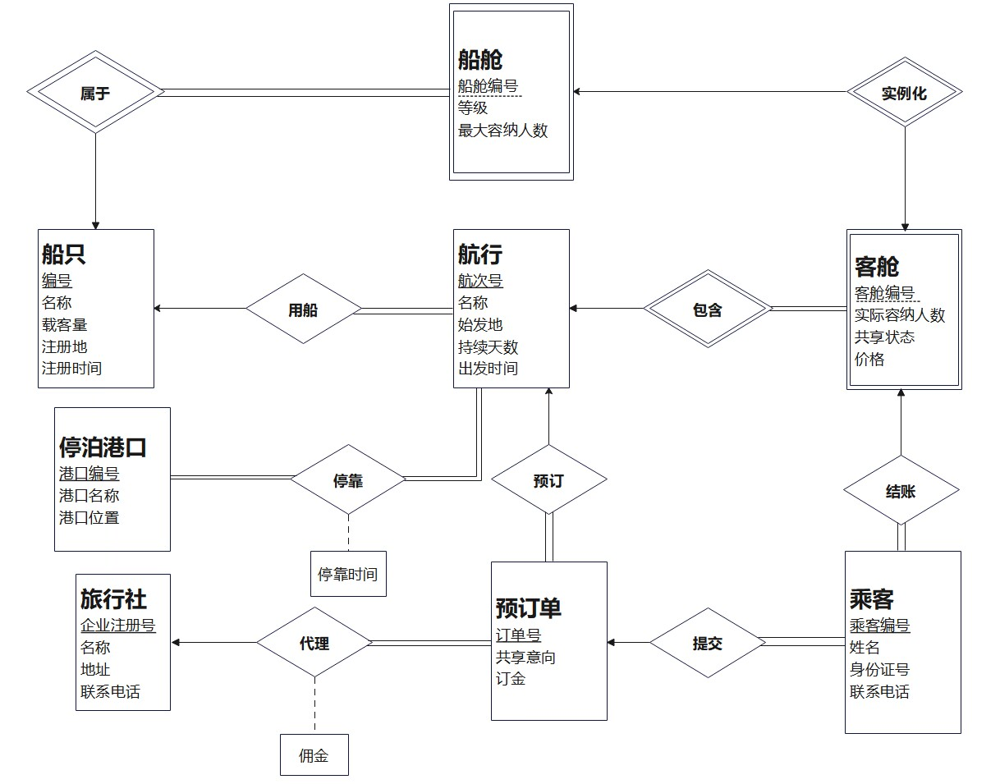 船舱
船舱编号
等级
最大容纳人数
属于
实例化
船只
编号
名称
载客量
注册地
注册时间
用船
航行
航次号
名称
始发地
持续天数
出发时间
包含
客舱
客舱编号
实际容纳人数
共享状态
价格
停泊港口
港口编号
港口名称
港口位置
停靠
预订
结账
停靠时间
旅行社
企业注册号
名称
地址
联系电话
代理
预订单
订单号
共享意向
订金
提交
乘客
乘客编号
姓名
身份证号
联系电话
佣金